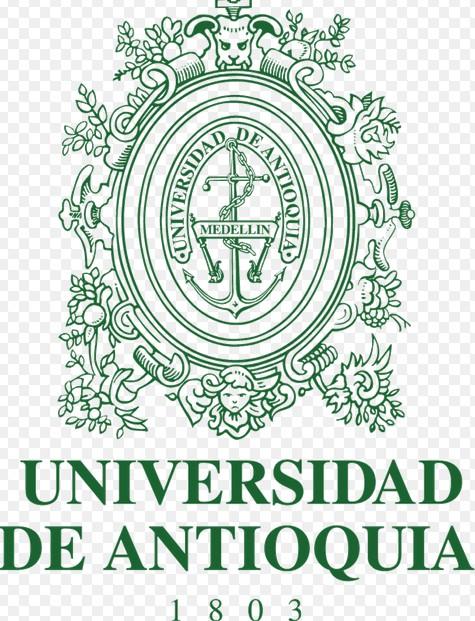 UNIVERSIDAD DE ANTIOQUIA
MEDELLIN
UNIVERSIDAD
DE ANTIOQUIA
1803